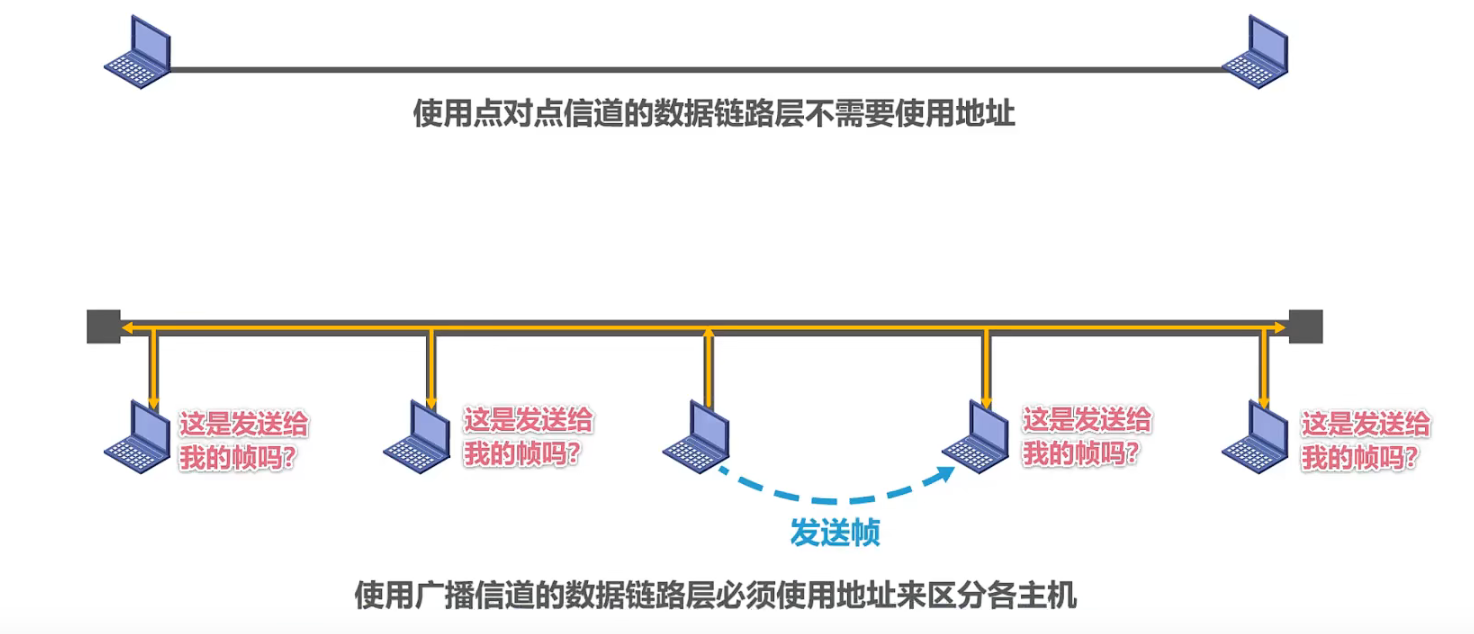 使用点对点信道的数据链路层不需要使用地址
这是发送给
我的帧吗?
这是发送给
我的帧吗?
这是发送给
我的帧吗?
这是发送给
我的帧吗?
发送帧
使用广播信道的数据链路层必须使用地址来区分各主机